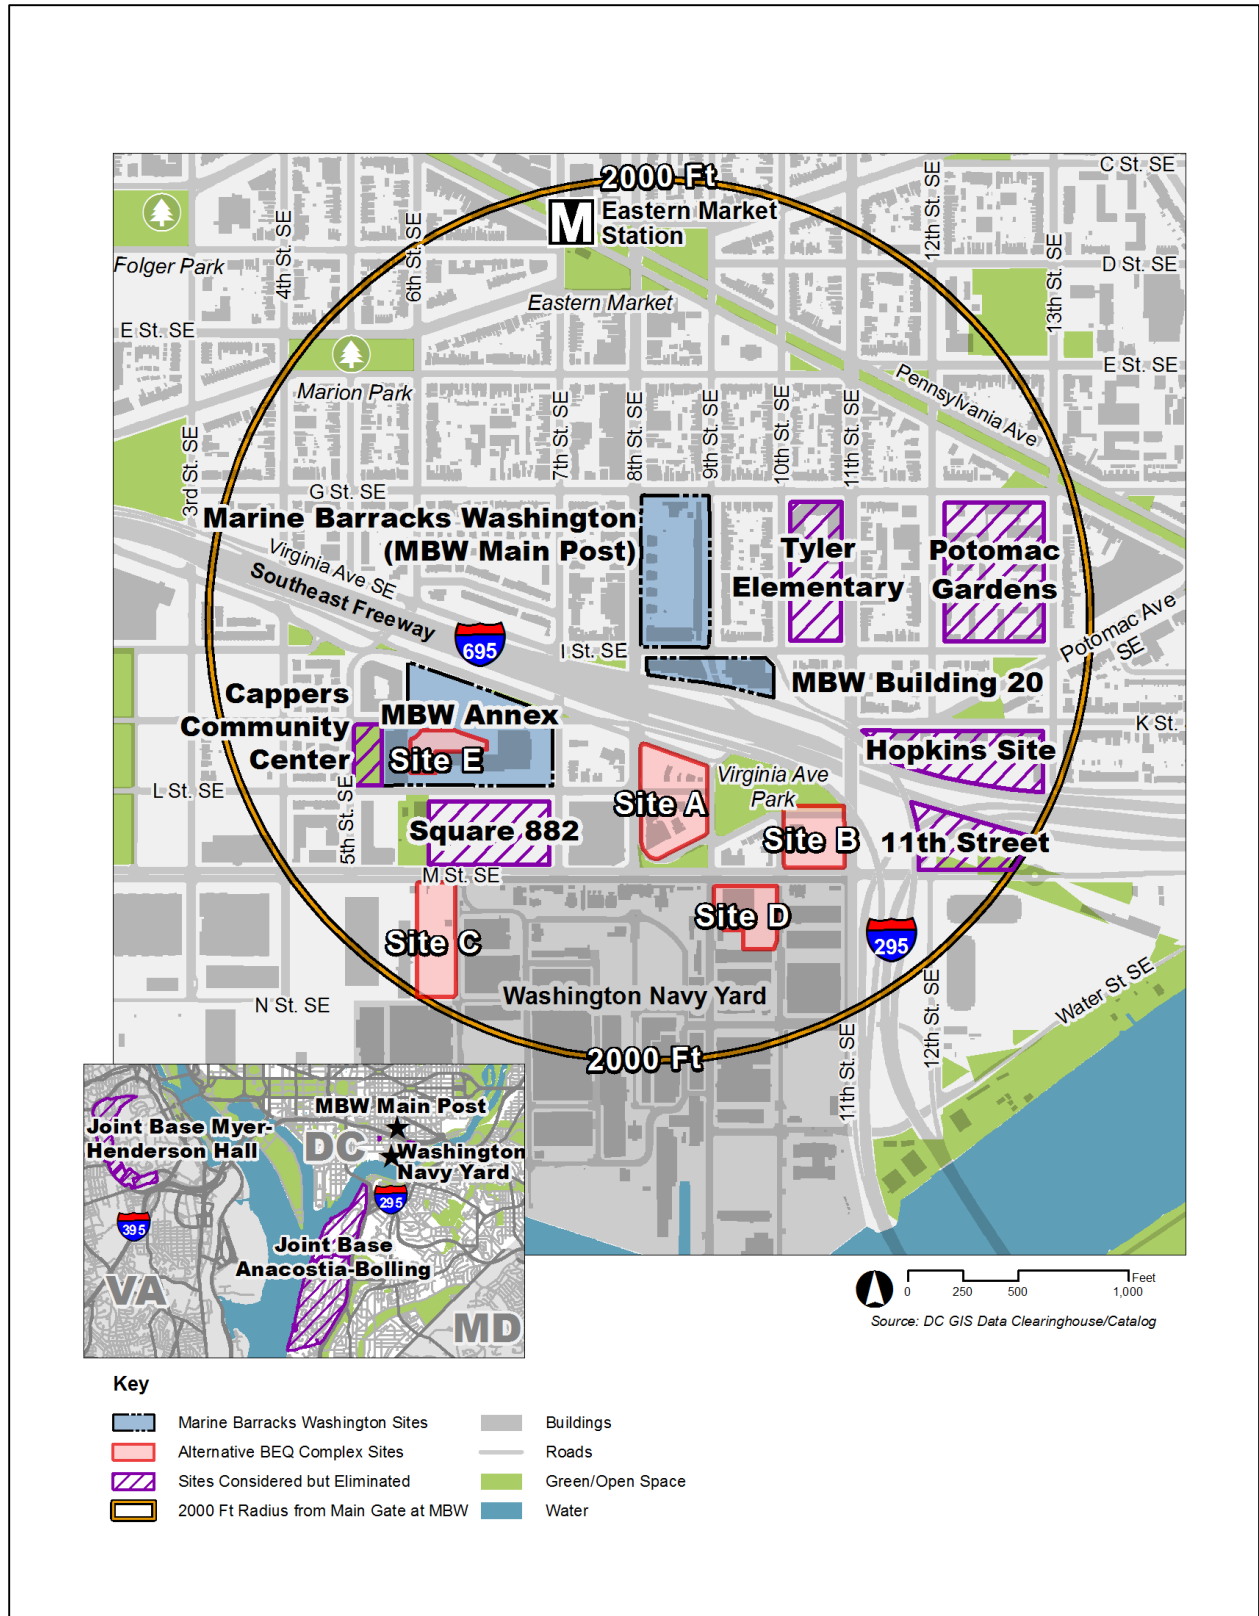 2000 Ft
C St. SE
M
Eastern Market
Station
12th St. SE
4th St. SE
6th St. SE
13th St. SE
Folger Park
D St. SE
Eastern Market
E St. SE
E St. SE
Marion Park
Pennsylvania Ave
7th St. SE
8th St. SE
9th St. SE
10th St. SE
11th St. SE
3rd St. SE
G St. SE
Marine Barracks Washington
(MBW Main Post)
Tyler
Elementary
Potomac
Gardens
Virginia Ave SE
Southeast Freeway
695
I St. SE
Potomac Ave
SE
MBW Building 20
Cappers
Community
Center
MBW Annex
Site E
K St.
Hopkins Site
Virginia Ave
Park
L St. SE
Site A
5th St. SE
Square 882
Site B
11th Street
M St. SE
Site C
Site D
295
Washington Navy Yard
N St. SE
Water St SE
12th St. SE
11th St. SE
2000 Ft
MBW Main Post
Joint Base Myer-
Henderson Hall
DC
Washington
Navy Yard
295
395
Joint Base
Anacostia-Bolling
VA
MD
Feet
0 250 500 1,000
Source: DC GIS Data Clearinghouse/Catalog
Key
Marine Barracks Washington Sites
Alternative BEQ Complex Sites
Sites Considered but Eliminated
2000 Ft Radius from Main Gate at MBW
Buildings
Roads
Green/Open Space
Water